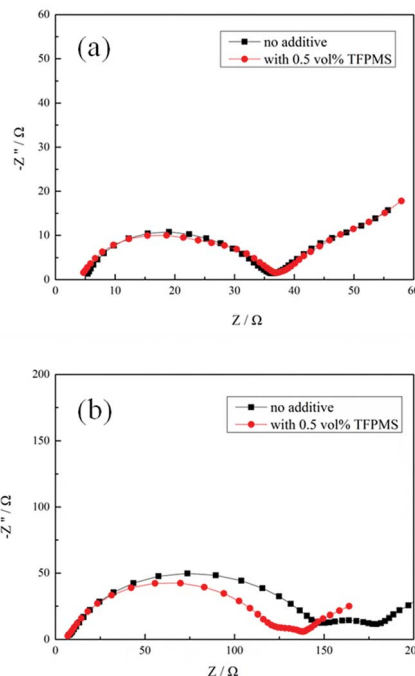 60
50
40
30
20
10
0
-Z '' / Ω
(a)
no additive
with 0.5 vol% TFPMS
0 10 20 30 40 50 60
Z / Ω
200
150
100
50
0
-Z '' / Ω
(b)
no additive
with 0.5 vol% TFPMS
0 50 100 150 200
Z / Ω